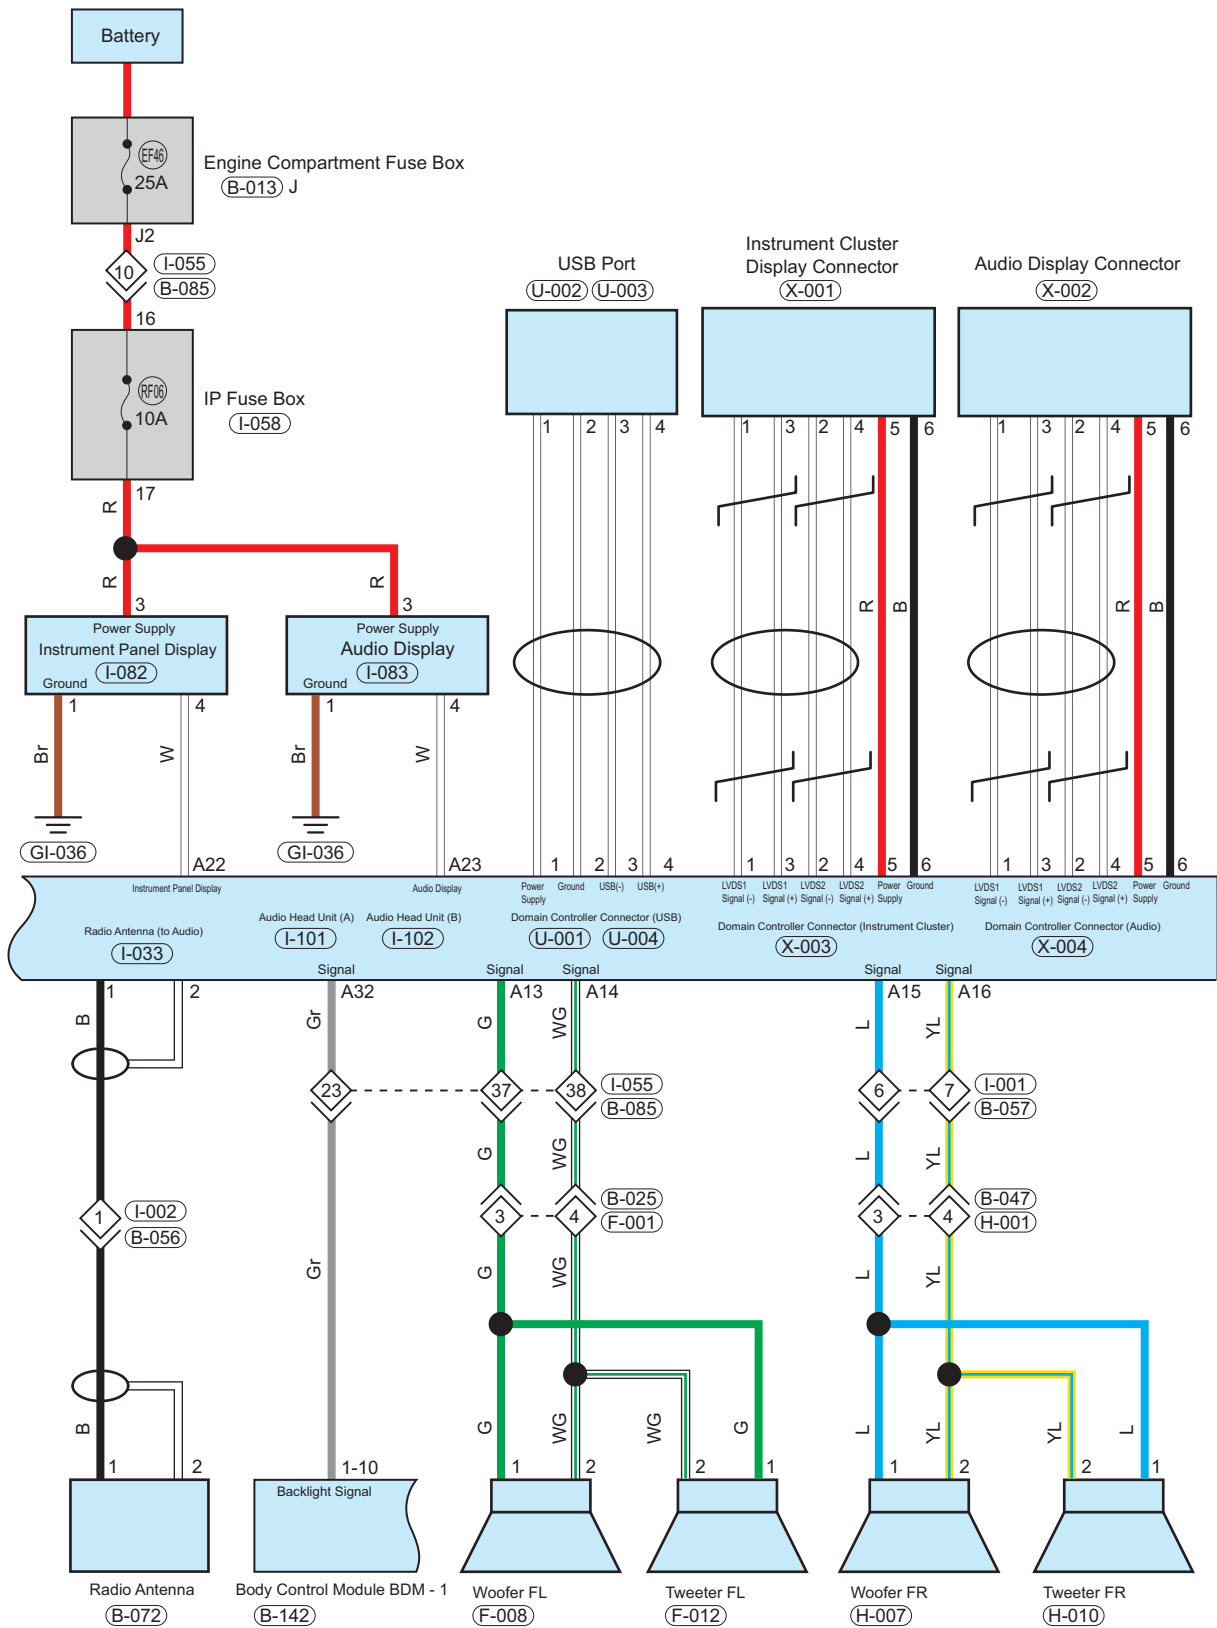 Battery
EF46
25A
Engine Compartment Fuse Box
B-013 J
J2
10
I-055
B-085
16
RF06
10A
IP Fuse Box
I-058
17
R
R
R
3
3
Power Supply
Instrument Panel Display
I-082
Ground
Power Supply
Audio Display
I-083
Ground
1
4
1
4
Br
W
Br
W
GI-036
GI-036
A22
A23
USB Port
U-002 U-003
Instrument Cluster
Display Connector
X-001
Audio Display Connector
X-002
1 2 3 4
1 3 2 4 5 6
1 3 2 4 5 6
R B
R B
1 2 3 4
1 3 2 4 5 6
1 3 2 4 5 6
Instrument Panel Display
Audio Display
Power Supply
Ground
USB(-)
USB(+)
LVDS1 Signal (-)
LVDS1 Signal (+)
LVDS2 Signal (-)
LVDS2 Signal (+)
Power Supply
Ground
LVDS1 Signal (-)
LVDS1 Signal (+)
LVDS2 Signal (-)
LVDS2 Signal (+)
Power Supply
Ground
Radio Antenna (to Audio)
I-033
Audio Head Unit (A)
I-101
Audio Head Unit (B)
I-102
Domain Controller Connector (USB)
U-001 U-004
Domain Controller Connector (Instrument Cluster)
X-003
Domain Controller Connector (Audio)
X-004
Signal
Signal
Signal
Signal
Signal
1
2
A32
A13
A14
A15
A16
B
Gr
G
WG
L
YL
23
37
38
I-055
B-085
6
7
I-001
B-057
G
WG
L
YL
1
I-002
B-056
3
4
B-025
F-001
3
4
B-047
H-001
Gr
G
WG
L
YL
B
G
WG
WG
G
L
YL
YL
L
1
2
1-10
1
2
2
1
1
2
2
1
Backlight Signal
Radio Antenna
B-072
Body Control Module BDM - 1
B-142
Woofer FL
F-008
Tweeter FL
F-012
Woofer FR
H-007
Tweeter FR
H-010